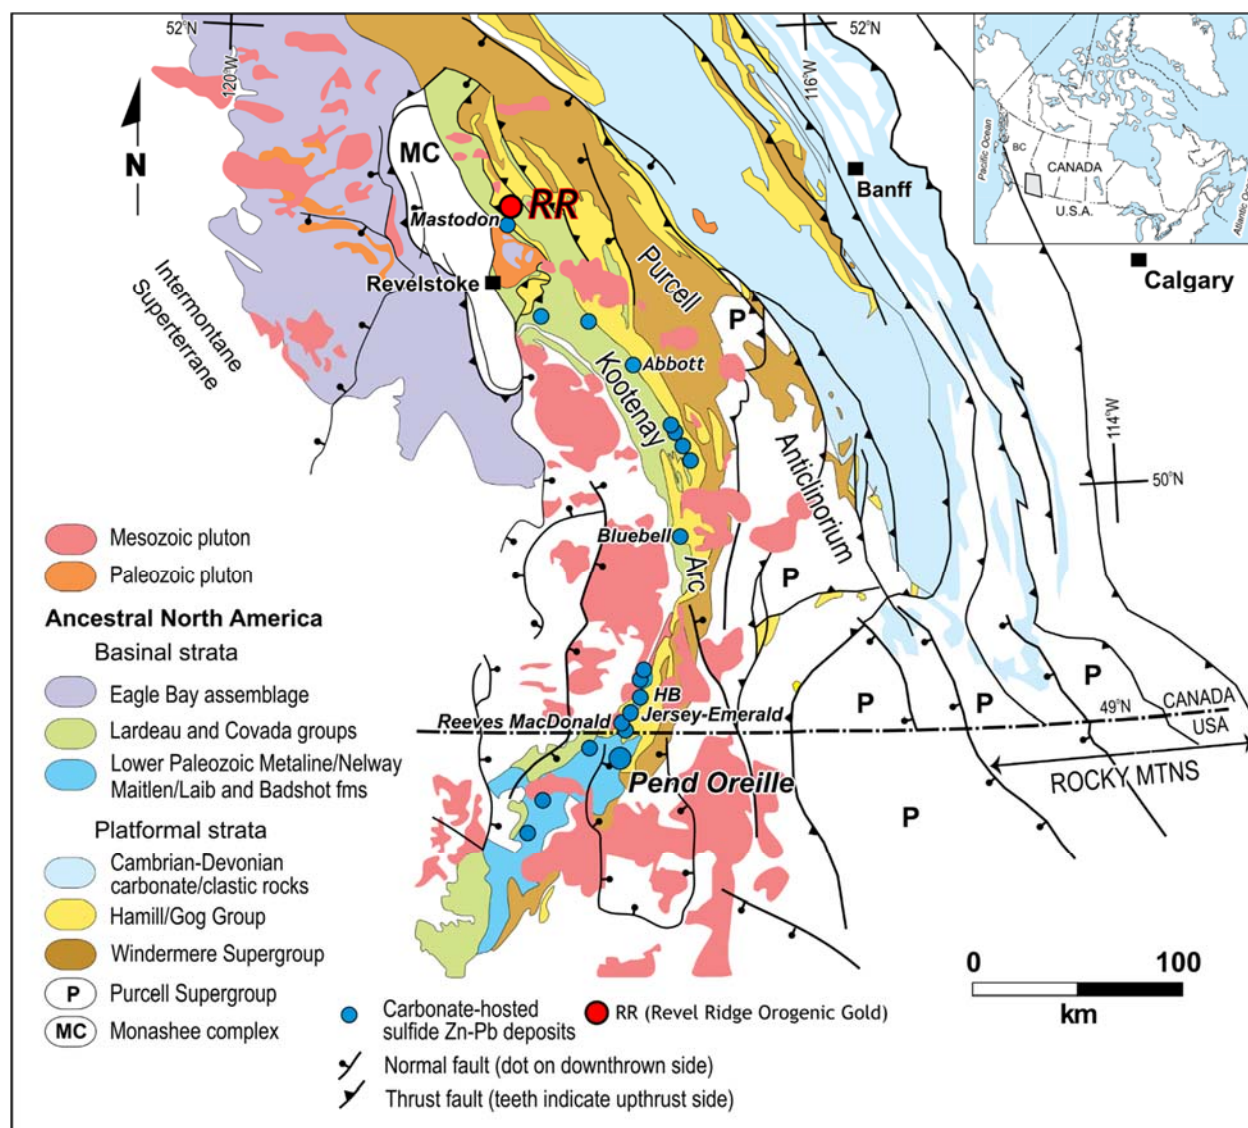 52°N
120°W
116°W
52°N
N
MC
RR
Mastodon
Revelstoke
Intermontane
Superterrane
Purcell
P
Banff
Calgary
Pacific Ocean
BC
CANADA
U.S.A.
Abbott
Kootenay
Anticlinorium
114°W
50°N
Bluebell
Arc
P
HB
Jersey-Emerald
Reeves MacDonald
Pend Oreille
P
P
P
49°N
CANADA
USA
ROCKY MTNS
P
Mesozoic pluton
Paleozoic pluton
Ancestral North America
Basinal strata
Eagle Bay assemblage
Lardeau and Covada groups
Lower Paleozoic Metaline/Nelway
Maitlen/Laib and Badshot fms
Platformal strata
Cambrian-Devonian
carbonate/clastic rocks
Hamill/Gog Group
Windermere Supergroup
P Purcell Supergroup
MC Monashee complex
Carbonate-hosted
sulfide Zn-Pb deposits
RR (Revel Ridge Orogenic Gold)
Normal fault (dot on downthrown side)
Thrust fault (teeth indicate upthrust side)
0 100
km